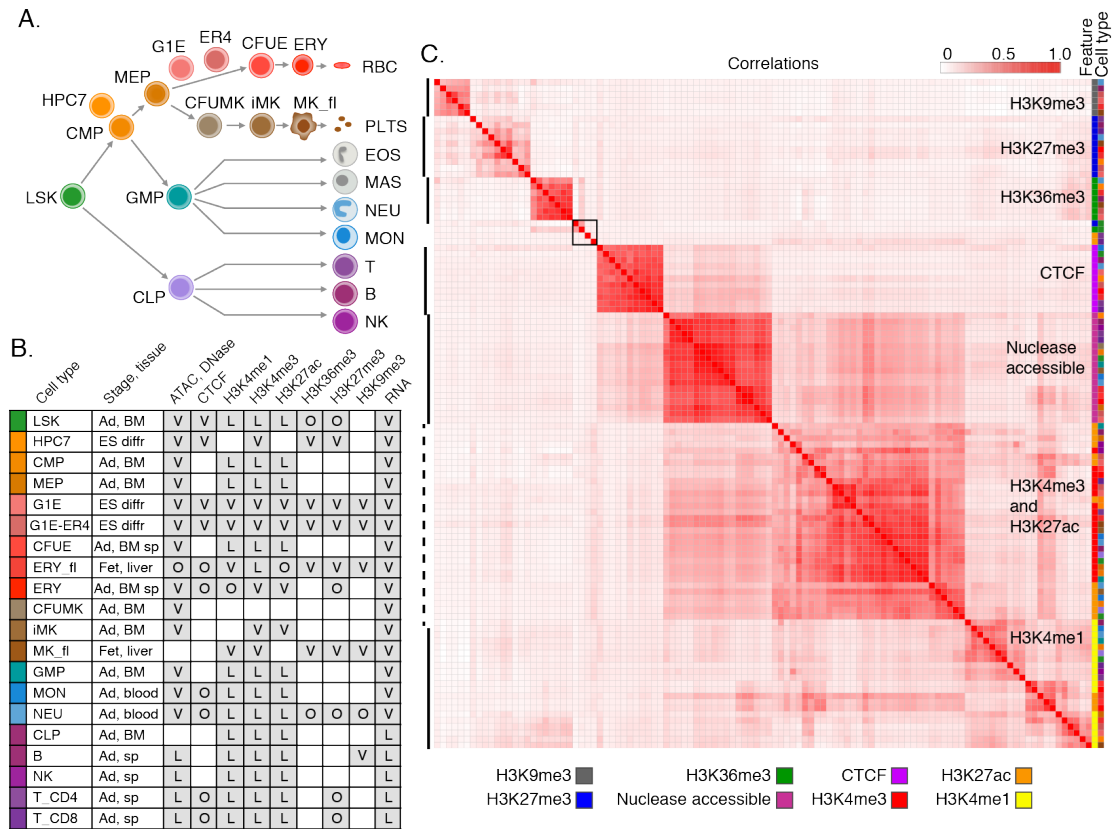 A.
G1E
ER4
CFUE
ERY
RBC
MEP
HPC7
CMP
CFUMK
iMK
MK_fl
PLTS
EOS
MAS
LSK
GMP
NEU
MON
CLP
T
B
NK
B.
Cell type
Stage, tissue
ATAC, DNase
CTCF
H3K4me1
H3K4me3
H3K27ac
H3K36me3
H3K27me3
H3K9me3
RNA
LSK Ad, BM V V L L L O O V
HPC7 ES diffr V V V V V V
CMP Ad, BM V L L L V
MEP Ad, BM V L L L V
G1E ES diffr V V V V V V V V V
G1E-ER4 ES diffr V V V V V V V V V
CFUE Ad, BM sp V L L L V
ERY_fl Fet, liver O O V L O V V V V
ERY Ad, BM sp V O O V V O V
CFUMK Ad, BM V V
iMK Ad, BM V V V V
MK_fl Fet, liver V V V V V V
GMP Ad, BM V L L L V
MON Ad, blood V O L L L V
NEU Ad, blood V O L L L O O O V
CLP Ad, BM L L L V
B Ad, sp L L L L V L
NK Ad, sp L L L L L
T_CD4 Ad, sp L O L L L O L
T_CD8 Ad, sp L O L L L O L
C.
Correlations
0 0.5 1.0
Feature
Cell type
H3K9me3
H3K27me3
H3K36me3
CTCF
Nuclease
accessible
H3K4me3
and
H3K27ac
H3K4me1
H3K9me3 H3K36me3 CTCF H3K27ac
H3K27me3 Nuclease accessible H3K4me3 H3K4me1